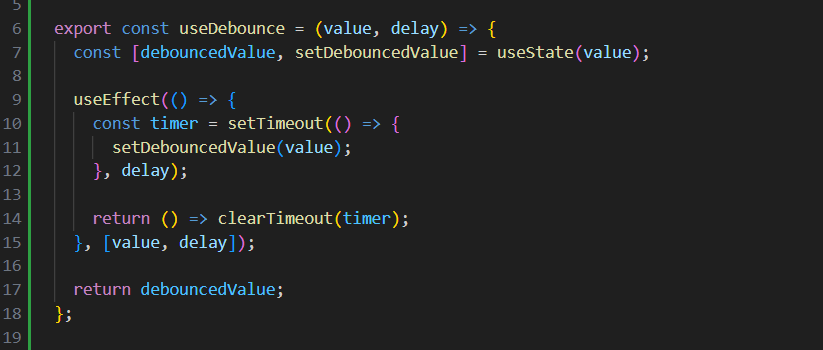 5
6 export const useDebounce = (value, delay) => {
7   const [debouncedValue, setDebouncedValue] = useState(value);
8
9   useEffect(() => {
10     const timer = setTimeout(() => {
11       setDebouncedValue(value);
12     }, delay);
13
14     return () => clearTimeout(timer);
15   }, [value, delay]);
16
17   return debouncedValue;
18 };
19